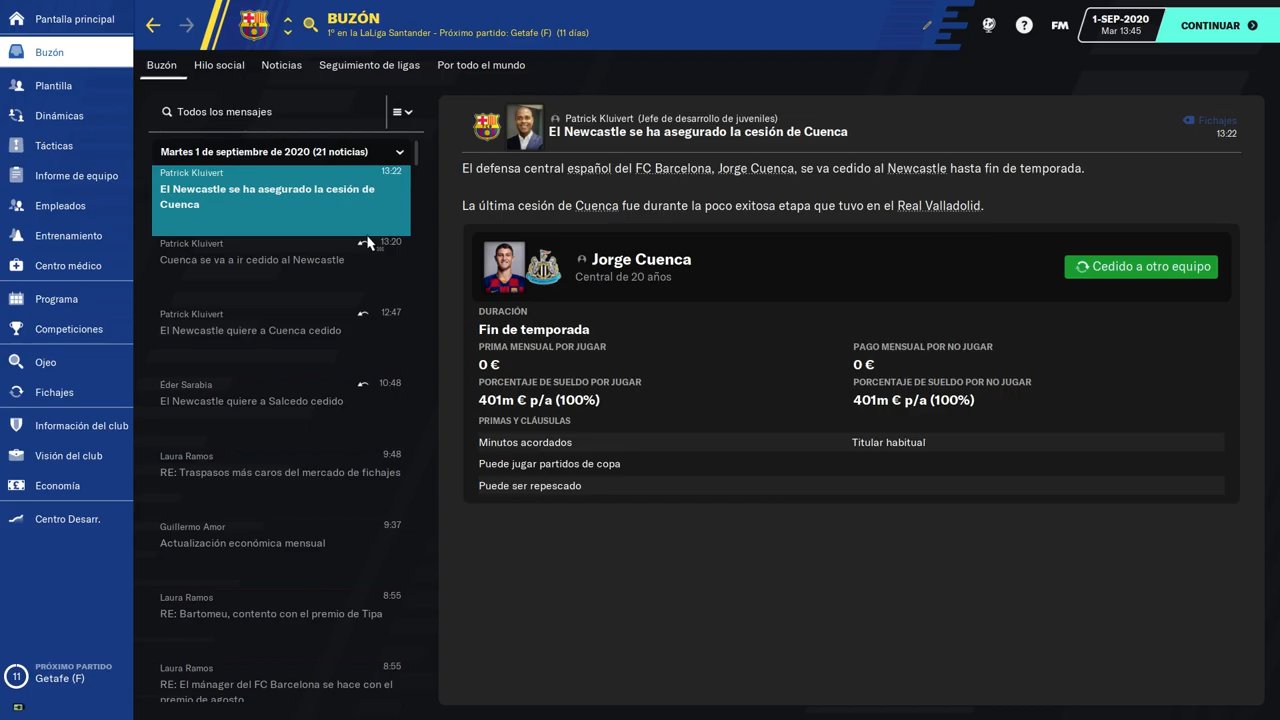 Pantalla principal
Buzón
Plantilla
Dinámicas
Tácticas
Informe de equipo
Empleados
Entrenamiento
Centro médico
Programa
Competiciones
Ojeo
Fichajes
Información del club
Visión del club
Economía
Centro Desarr.
11
PRÓXIMO PARTIDO
Getafe (F)
BUZÓN
1º en la LaLiga Santander - Próximo partido: Getafe (F) (11 días)
?
FM
1-SEP-2020
Mar 13:45
CONTINUAR
Buzón
Hilo social
Noticias
Seguimiento de ligas
Por todo el mundo
Todos los mensajes
Martes 1 de septiembre de 2020 (21 noticias)
Patrick Kluivert 13:22
El Newcastle se ha asegurado la cesión de
Cuenca
Patrick Kluivert 13:20
Cuenca se va a ir cedido al Newcastle
Patrick Kluivert 12:47
El Newcastle quiere a Cuenca cedido
Éder Sarabia 10:48
El Newcastle quiere a Salcedo cedido
Laura Ramos 9:48
RE: Traspasos más caros del mercado de fichajes
Guillermo Amor 9:37
Actualización económica mensual
Laura Ramos 8:55
RE: Bartomeu, contento con el premio de Tipa
Laura Ramos 8:55
RE: El mánager del FC Barcelona se hace con el
premio de agosto
Patrick Kluivert (Jefe de desarrollo de juveniles)
El Newcastle se ha asegurado la cesión de Cuenca
Fichajes
13:22
El defensa central español del FC Barcelona, Jorge Cuenca, se va cedido al Newcastle hasta fin de temporada.
La última cesión de Cuenca fue durante la poco exitosa etapa que tuvo en el Real Valladolid.
Jorge Cuenca
Central de 20 años
Cedido a otro equipo
DURACIÓN
Fin de temporada
PRIMA MENSUAL POR JUGAR PAGO MENSUAL POR NO JUGAR
0 € 0 €
PORCENTAJE DE SUELDO POR JUGAR PORCENTAJE DE SUELDO POR NO JUGAR
401m € p/a (100%) 401m € p/a (100%)
PRIMAS Y CLÁUSULAS
Minutos acordados Titular habitual
Puede jugar partidos de copa
Puede ser repescado